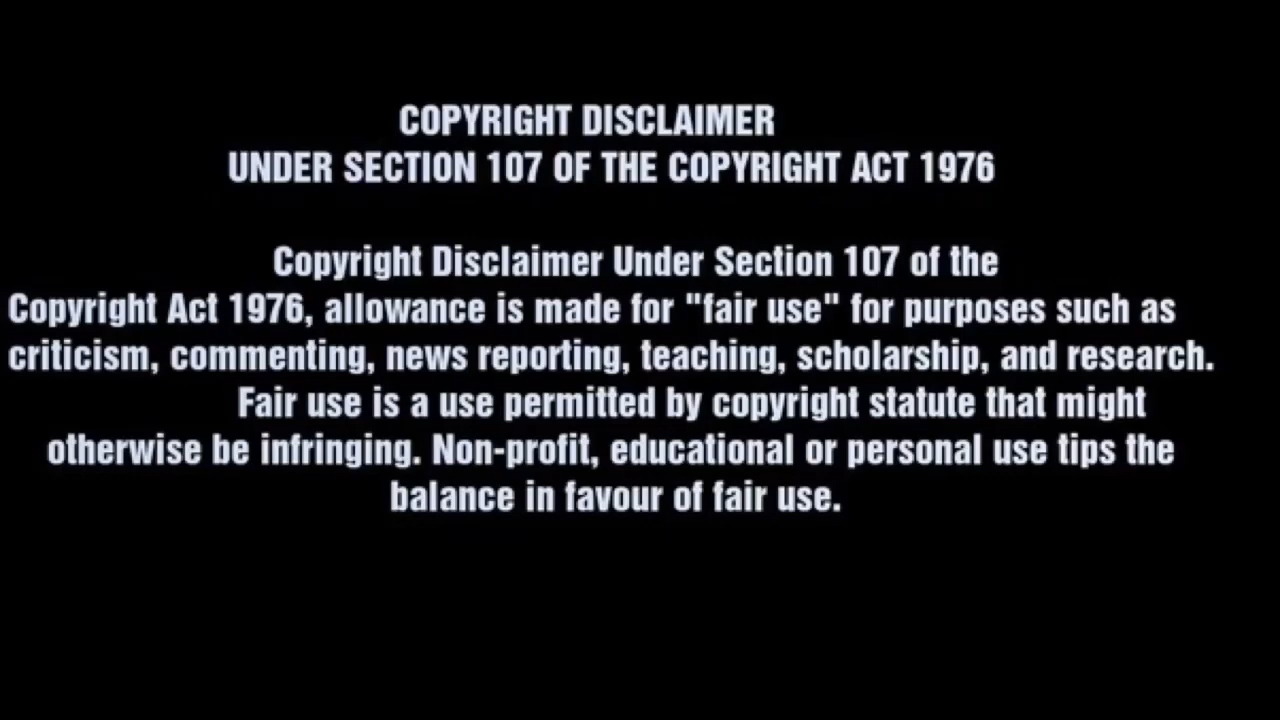 COPYRIGHT DISCLAIMER
UNDER SECTION 107 OF THE COPYRIGHT ACT 1976
Copyright Disclaimer Under Section 107 of the
Copyright Act 1976, allowance is made for "fair use" for purposes such as
criticism, commenting, news reporting, teaching, scholarship, and research.
Fair use is a use permitted by copyright statute that might
otherwise be infringing. Non-profit, educational or personal use tips the
balance in favour of fair use.